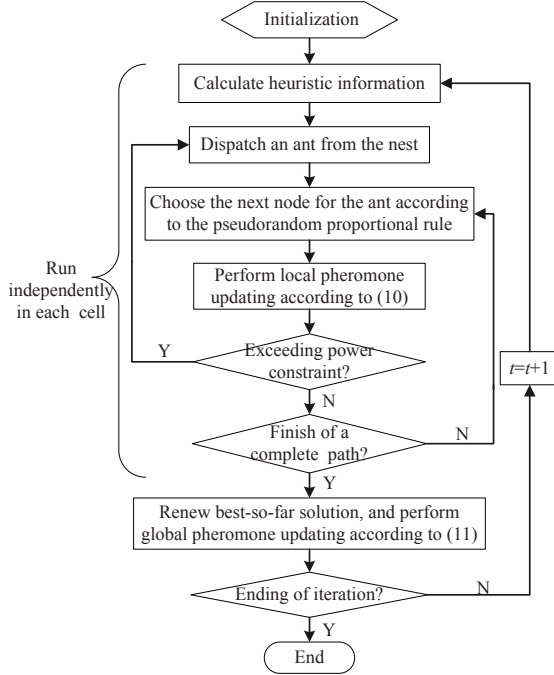 Initialization
Calculate heuristic information
Dispatch an ant from the nest
Choose the next node for the ant according
to the pseudorandom proportional rule
Run
independently
in each cell
Perform local pheromone
updating according to (10)
Y
Exceeding power
constraint?
t=t+1
N
Finish of a
complete path?
N
Y
Renew best-so-far solution, and perform
global pheromone updating according to (11)
Ending of iteration?
N
Y
End